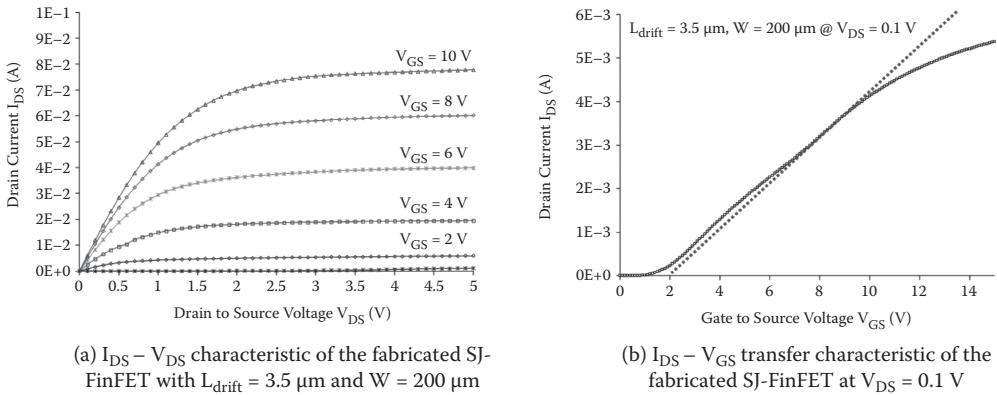 1E–1
9E–2
8E–2
7E–2
6E–2
5E–2
4E–2
3E–2
2E–2
1E–2
0E+0
Drain Current I_DS (A)
V_GS = 10 V
V_GS = 8 V
V_GS = 6 V
V_GS = 4 V
V_GS = 2 V
0 0.5 1 1.5 2 2.5 3 3.5 4 4.5 5
Drain to Source Voltage V_DS (V)
(a) I_DS – V_DS characteristic of the fabricated SJ-
FinFET with L_drift = 3.5 μm and W = 200 μm
6E–3
5E–3
4E–3
3E–3
2E–3
1E–3
0E+0
Drain Current I_DS (A)
L_drift = 3.5 μm, W = 200 μm @ V_DS = 0.1 V
0 2 4 6 8 10 12 14
Gate to Source Voltage V_GS (V)
(b) I_DS – V_GS transfer characteristic of the
fabricated SJ-FinFET at V_DS = 0.1 V